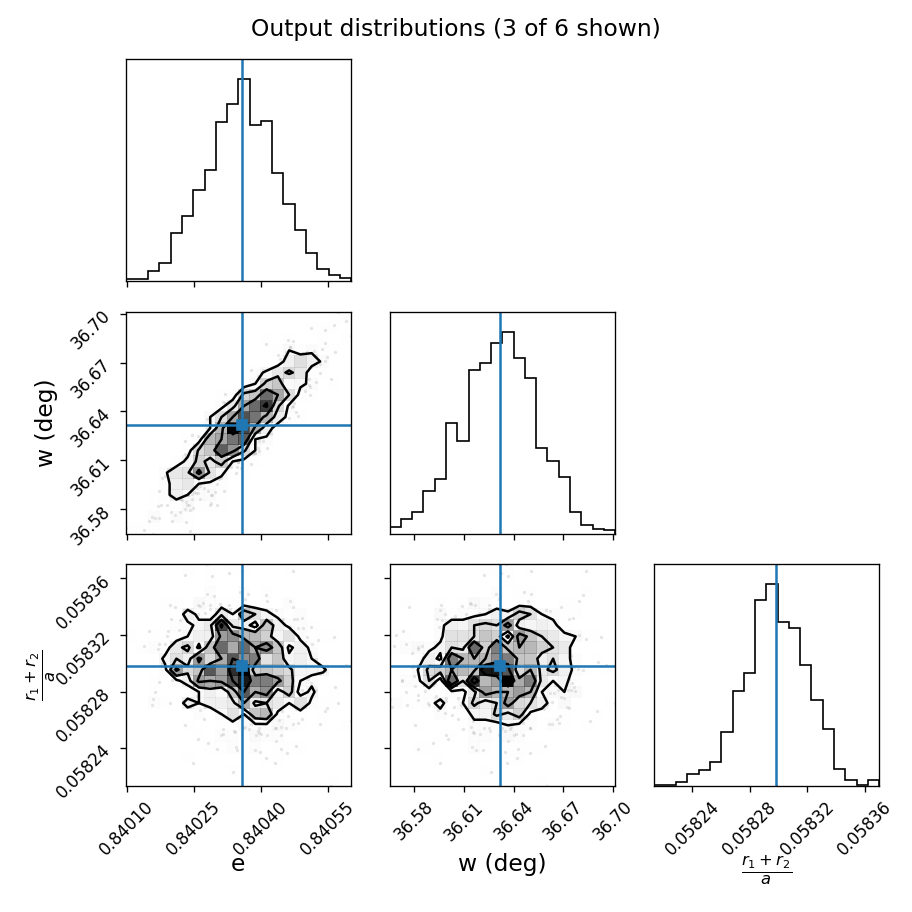 Output distributions (3 of 6 shown)
w (deg)
36.70
36.67
36.64
36.61
36.58
r₁ + r₂
a
0.05836
0.05832
0.05828
0.05824
0.84010
0.84025
0.84040
0.84055
e
36.58
36.61
36.64
36.67
36.70
w (deg)
0.05824
0.05828
0.05832
0.05836
r₁ + r₂
a